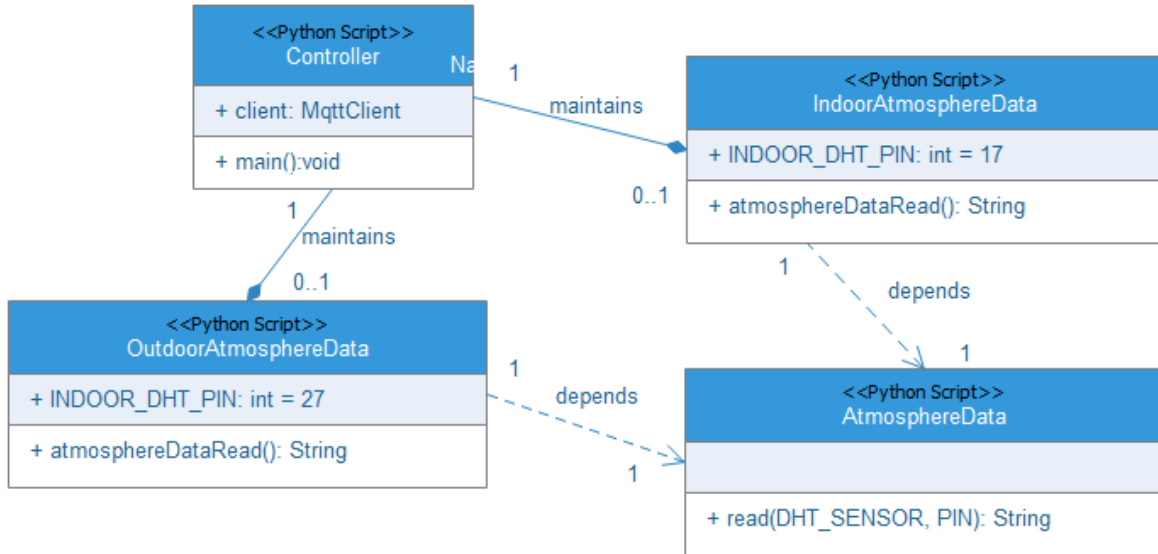 <<Python Script>>
Controller
Na
+ client: MqttClient
+ main():void
1
maintains
0..1
<<Python Script>>
IndoorAtmosphereData
+ INDOOR_DHT_PIN: int = 17
+ atmosphereDataRead(): String
1
maintains
0..1
<<Python Script>>
OutdoorAtmosphereData
+ INDOOR_DHT_PIN: int = 27
+ atmosphereDataRead(): String
1
depends
1
1
depends
1
<<Python Script>>
AtmosphereData
+ read(DHT_SENSOR, PIN): String